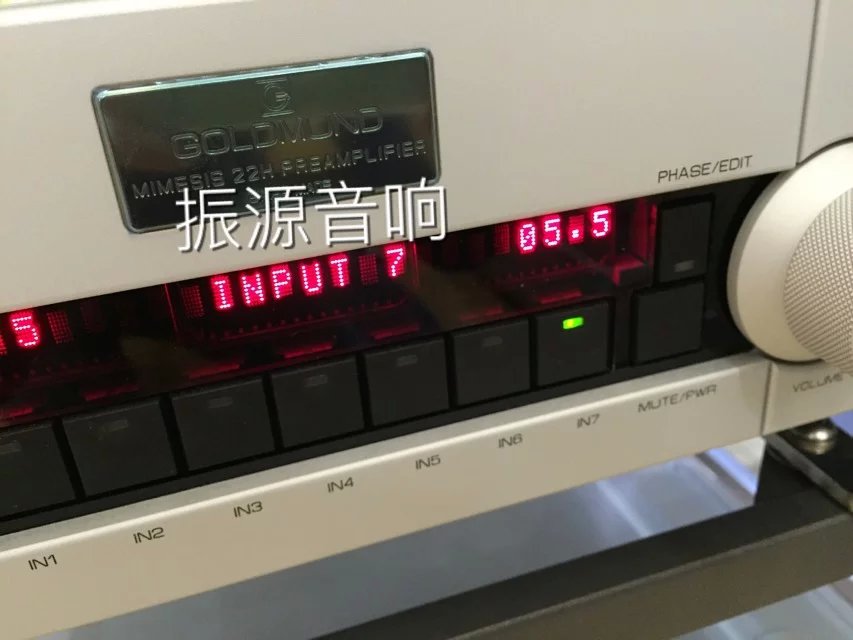 GOLDMUND
MIMESIS 22H PREAMPLIFIER
振源音响
PHASE/EDIT
5
INPUT 7
05.5
IN1
IN2
IN3
IN4
IN5
IN6
IN7
MUTE/PWR
VOLUME